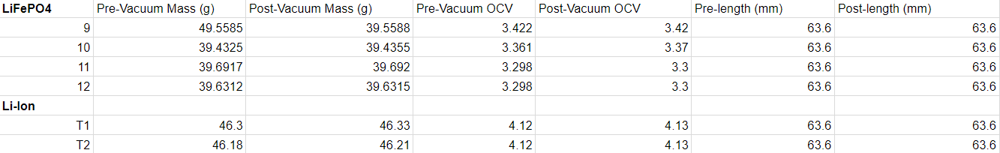 LiFePO4 Pre-Vacuum Mass (g) Post-Vacuum Mass (g) Pre-Vacuum OCV Post-Vacuum OCV Pre-length (mm) Post-length (mm)
9 49.5585 39.5588 3.422 3.42 63.6 63.6
10 39.4325 39.4355 3.361 3.37 63.6 63.6
11 39.6917 39.692 3.298 3.3 63.6 63.6
12 39.6312 39.6315 3.298 3.3 63.6 63.6
Li-Ion
T1 46.3 46.33 4.12 4.13 63.6 63.6
T2 46.18 46.21 4.12 4.13 63.6 63.6